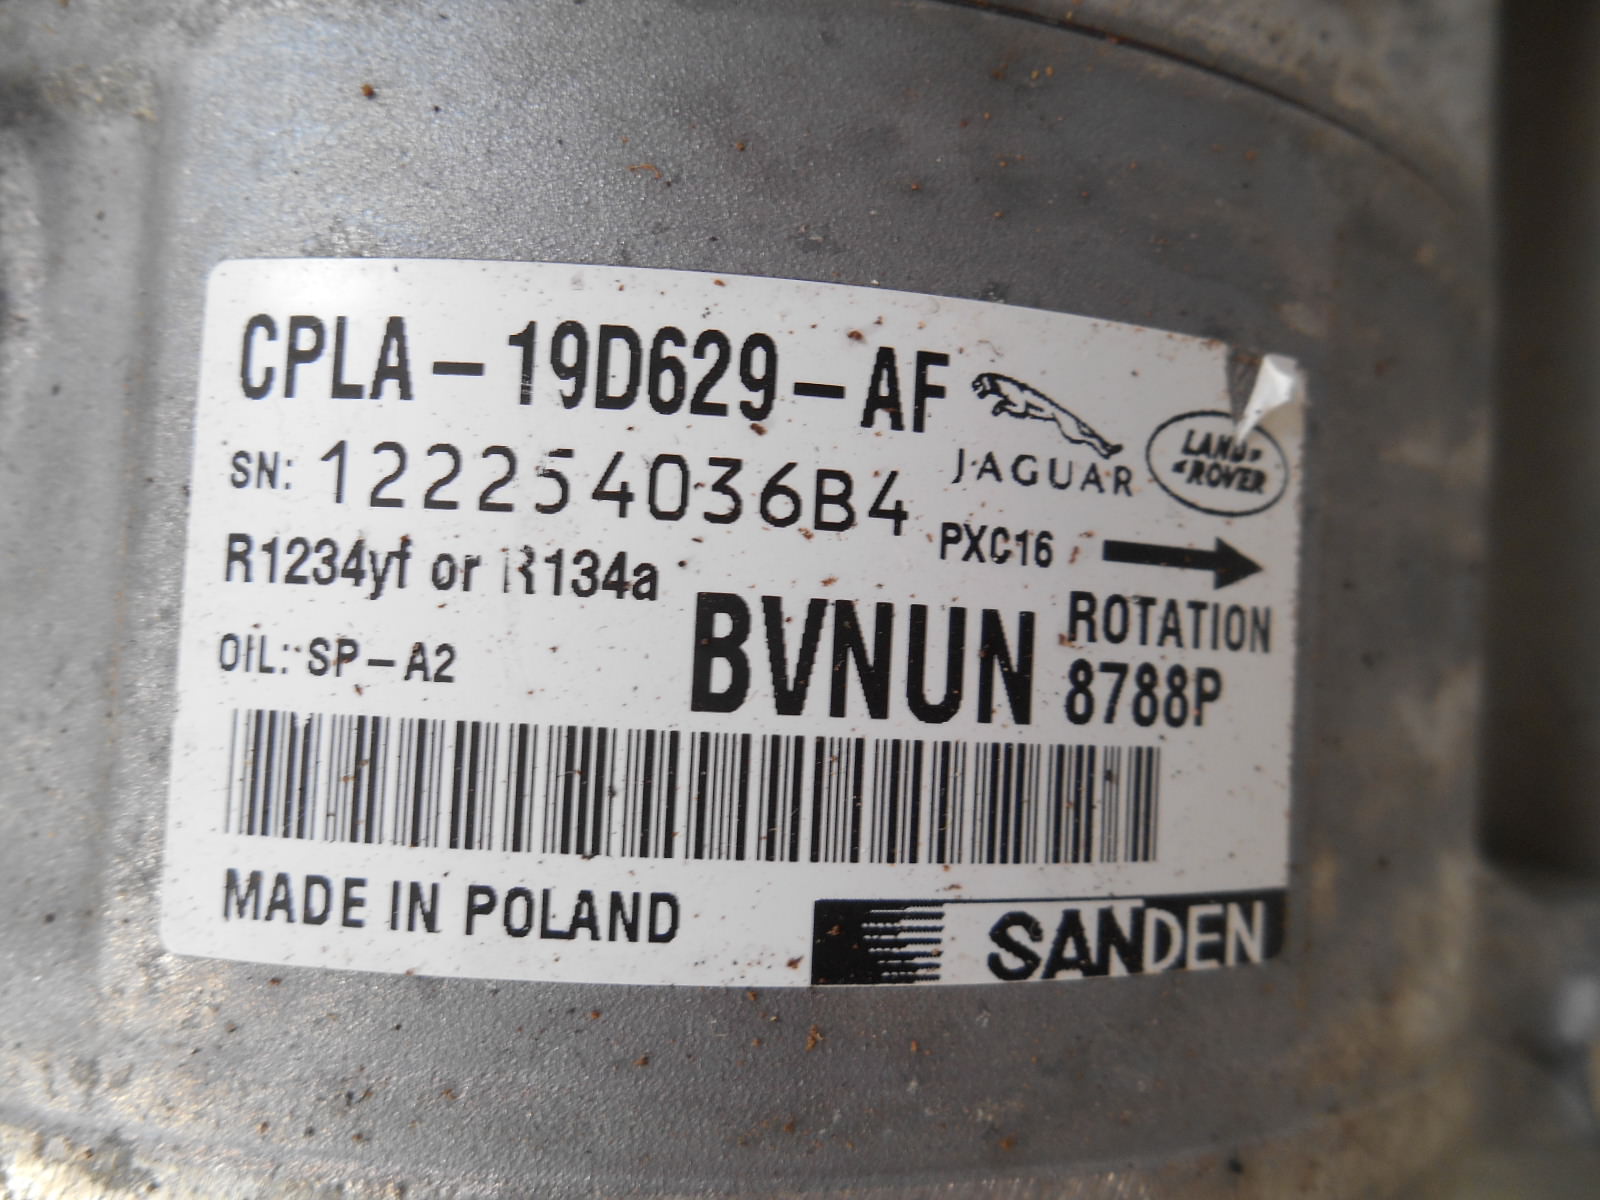 CPLA-19D629-AF
JAGUAR
LAND ROVER
SN: 122254036B4
PXC16
R1234yf or R134a
BVNUN
ROTATION
8788P
OIL: SP-A2
MADE IN POLAND
SANDEN